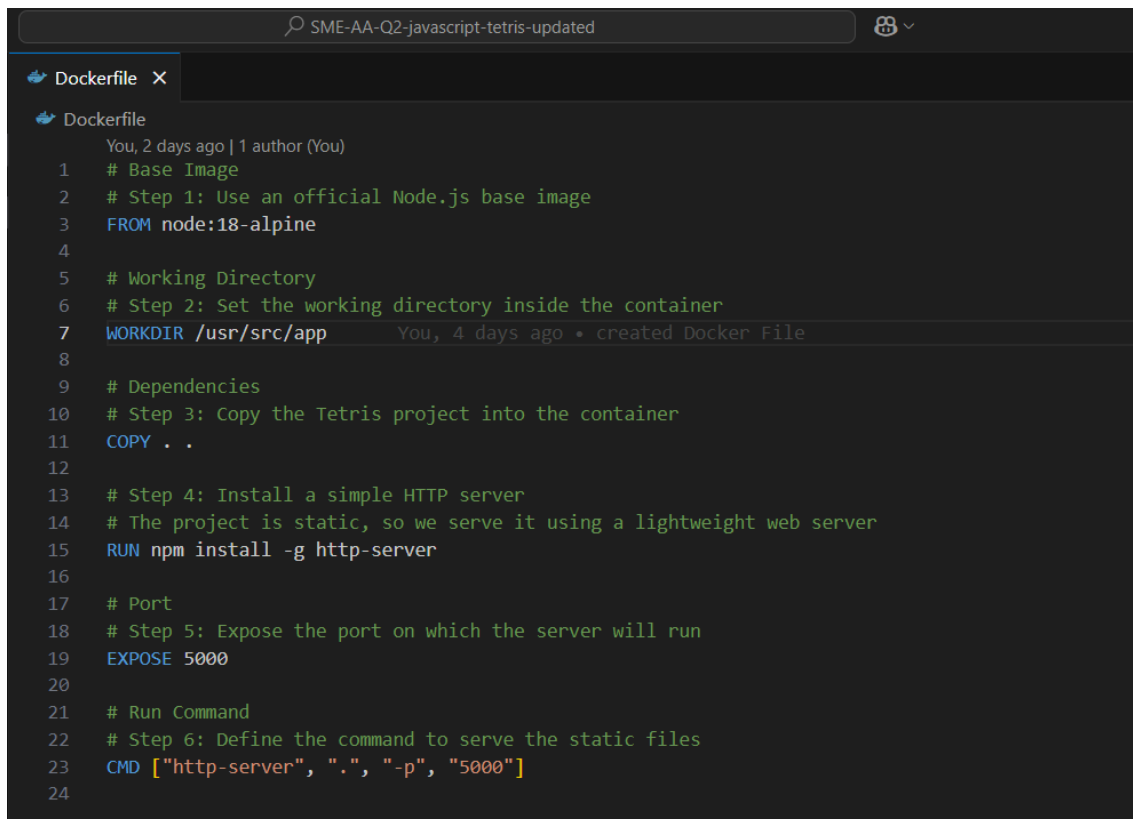 SME-AA-Q2-javascript-tetris-updated
Dockerfile
Dockerfile
You, 2 days ago | 1 author (You)
1 # Base Image
2 # Step 1: Use an official Node.js base image
3 FROM node:18-alpine
4
5 # Working Directory
6 # Step 2: Set the working directory inside the container
7 WORKDIR /usr/src/app You, 4 days ago • created Docker File
8
9 # Dependencies
10 # Step 3: Copy the Tetris project into the container
11 COPY . .
12
13 # Step 4: Install a simple HTTP server
14 # The project is static, so we serve it using a lightweight web server
15 RUN npm install -g http-server
16
17 # Port
18 # Step 5: Expose the port on which the server will run
19 EXPOSE 5000
20
21 # Run Command
22 # Step 6: Define the command to serve the static files
23 CMD ["http-server", ".", "-p", "5000"]
24